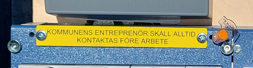 KOMMUNENS ENTREPRENÖR SKALL ALLTID
KONTAKTAS FÖRE ARBETE